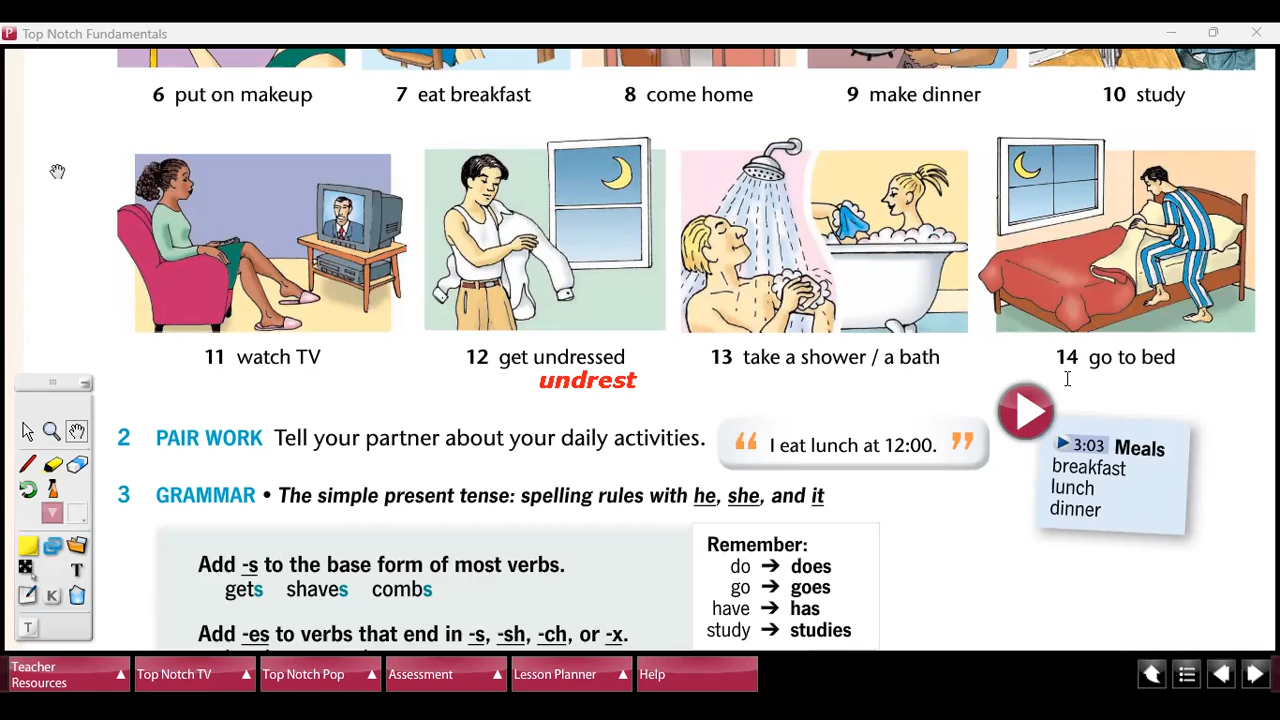 Top Notch Fundamentals
6 put on makeup
7 eat breakfast
8 come home
9 make dinner
10 study
11 watch TV
12 get undressed
undrest
13 take a shower / a bath
14 go to bed
2 PAIR WORK Tell your partner about your daily activities.
“ I eat lunch at 12:00. ”
3:03 Meals
breakfast
lunch
dinner
3 GRAMMAR • The simple present tense: spelling rules with he, she, and it
Add -s to the base form of most verbs.
gets shaves combs
Add -es to verbs that end in -s, -sh, -ch, or -x.
Remember:
do → does
go → goes
have → has
study → studies
Teacher
Resources
Top Notch TV
Top Notch Pop
Assessment
Lesson Planner
Help